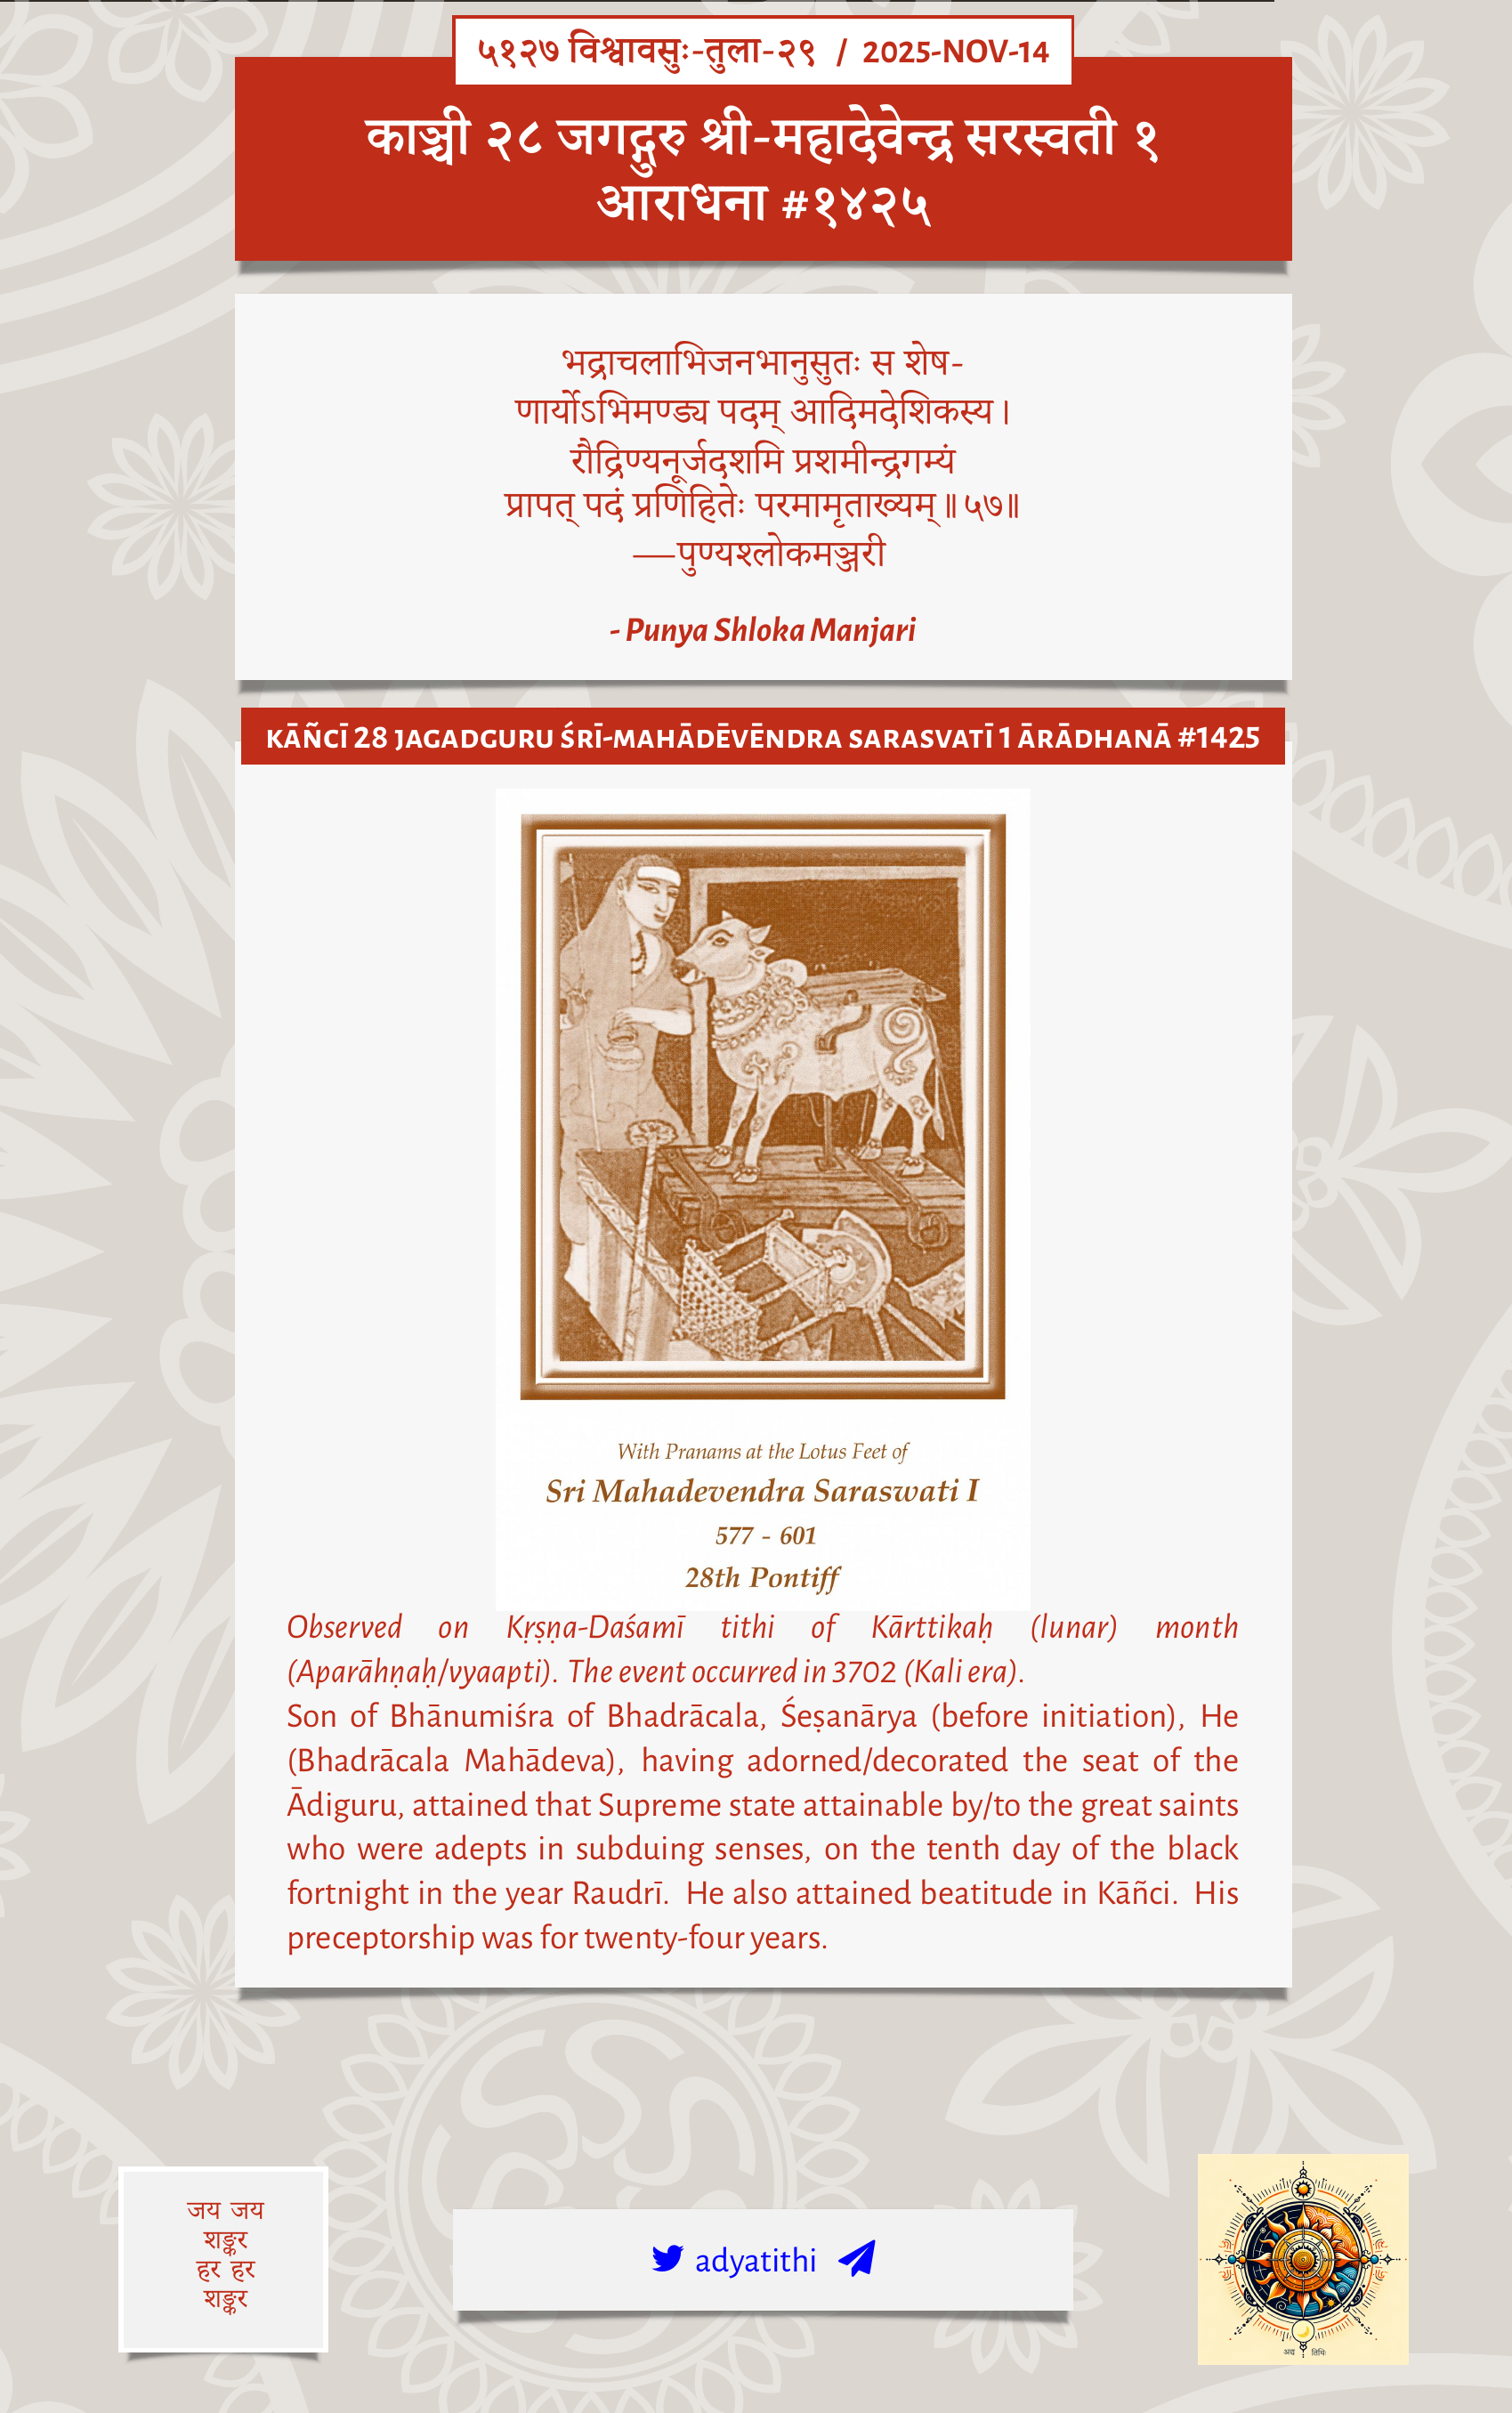 ५१२७ विश्वावसुः-तुला-२९ / 2025-NOV-14
काञ्ची २८ जगद्गुरु श्री-महादेवेन्द्र सरस्वती १
आराधना #१४२५
भद्राचलाभिजनभानुसुतः स शेष-
णार्योऽभिमण्ड्य पदम् आदिमदेशिकस्य।
रौद्रिण्यनूर्जदशमि प्रशमीन्द्रगम्यं
प्रापत् पदं प्रणिहितेः परमामृताख्यम्॥५७॥
—पुण्यश्लोकमञ्जरी
- Punya Shloka Manjari
KĀÑCĪ 28 JAGADGURU ŚRĪ-MAHĀDĒVĒNDRA SARASVATĪ 1 ĀRĀDHANĀ #1425
With Pranams at the Lotus Feet of
Sri Mahadevendra Saraswati I
577 - 601
28th Pontiff
Observed on Kṛṣṇa-Daśamī tithi of Kārttikaḥ (lunar) month
(Aparāhṇaḥ/vyaapti). The event occurred in 3702 (Kali era).
Son of Bhānumiśra of Bhadrācala, Śeṣanārya (before initiation), He
(Bhadrācala Mahādeva), having adorned/decorated the seat of the
Ādiguru, attained that Supreme state attainable by/to the great saints
who were adepts in subduing senses, on the tenth day of the black
fortnight in the year Raudrī. He also attained beatitude in Kāñci. His
preceptorship was for twenty-four years.
जय जय
शङ्कर
हर हर
शङ्कर
adyatithi
अद्य तिथिः